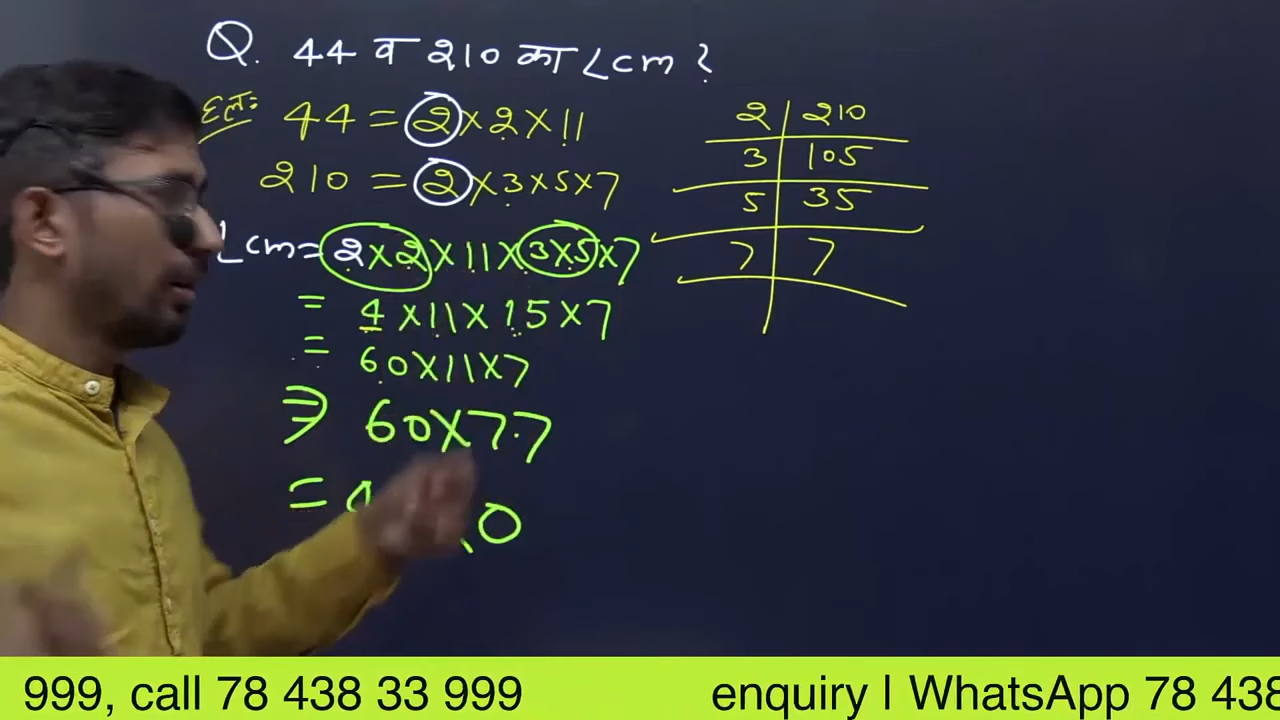 Q. 44 व 210 का Lcm ?
हल:
44 = 2×2×11
210 = 2×3×5×7
Lcm = 2×2×11×3×5×7
= 4×11×15×7
= 60×11×7
⇒ 60×77
=
2 | 210
3 | 105
5 | 35
7 | 7
999, call 78 438 33 999
enquiry | WhatsApp 78 438